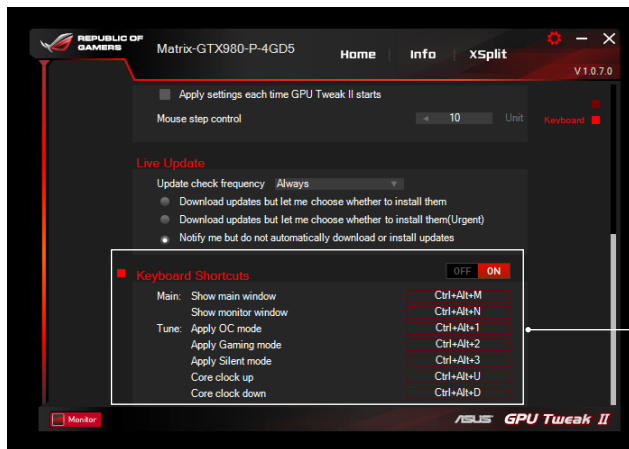 REPUBLIC OF
GAMERS
Matrix-GTX980-P-4GD5
Home
Info
XSplit
V 1.0.7.0
Apply settings each time GPU Tweak II starts
Mouse step control 10 Unit
Keyboard
Live Update
Update check frequency Always
Download updates but let me choose whether to install them
Download updates but let me choose whether to install them(Urgent)
Notify me but do not automatically download or install updates
Keyboard Shortcuts OFF ON
Main: Show main window Ctrl+Alt+M
Show monitor window Ctrl+Alt+N
Tune: Apply OC mode Ctrl+Alt+1
Apply Gaming mode Ctrl+Alt+2
Apply Silent mode Ctrl+Alt+3
Core clock up Ctrl+Alt+U
Core clock down Ctrl+Alt+D
Monitor
ASUS GPU Tweak II